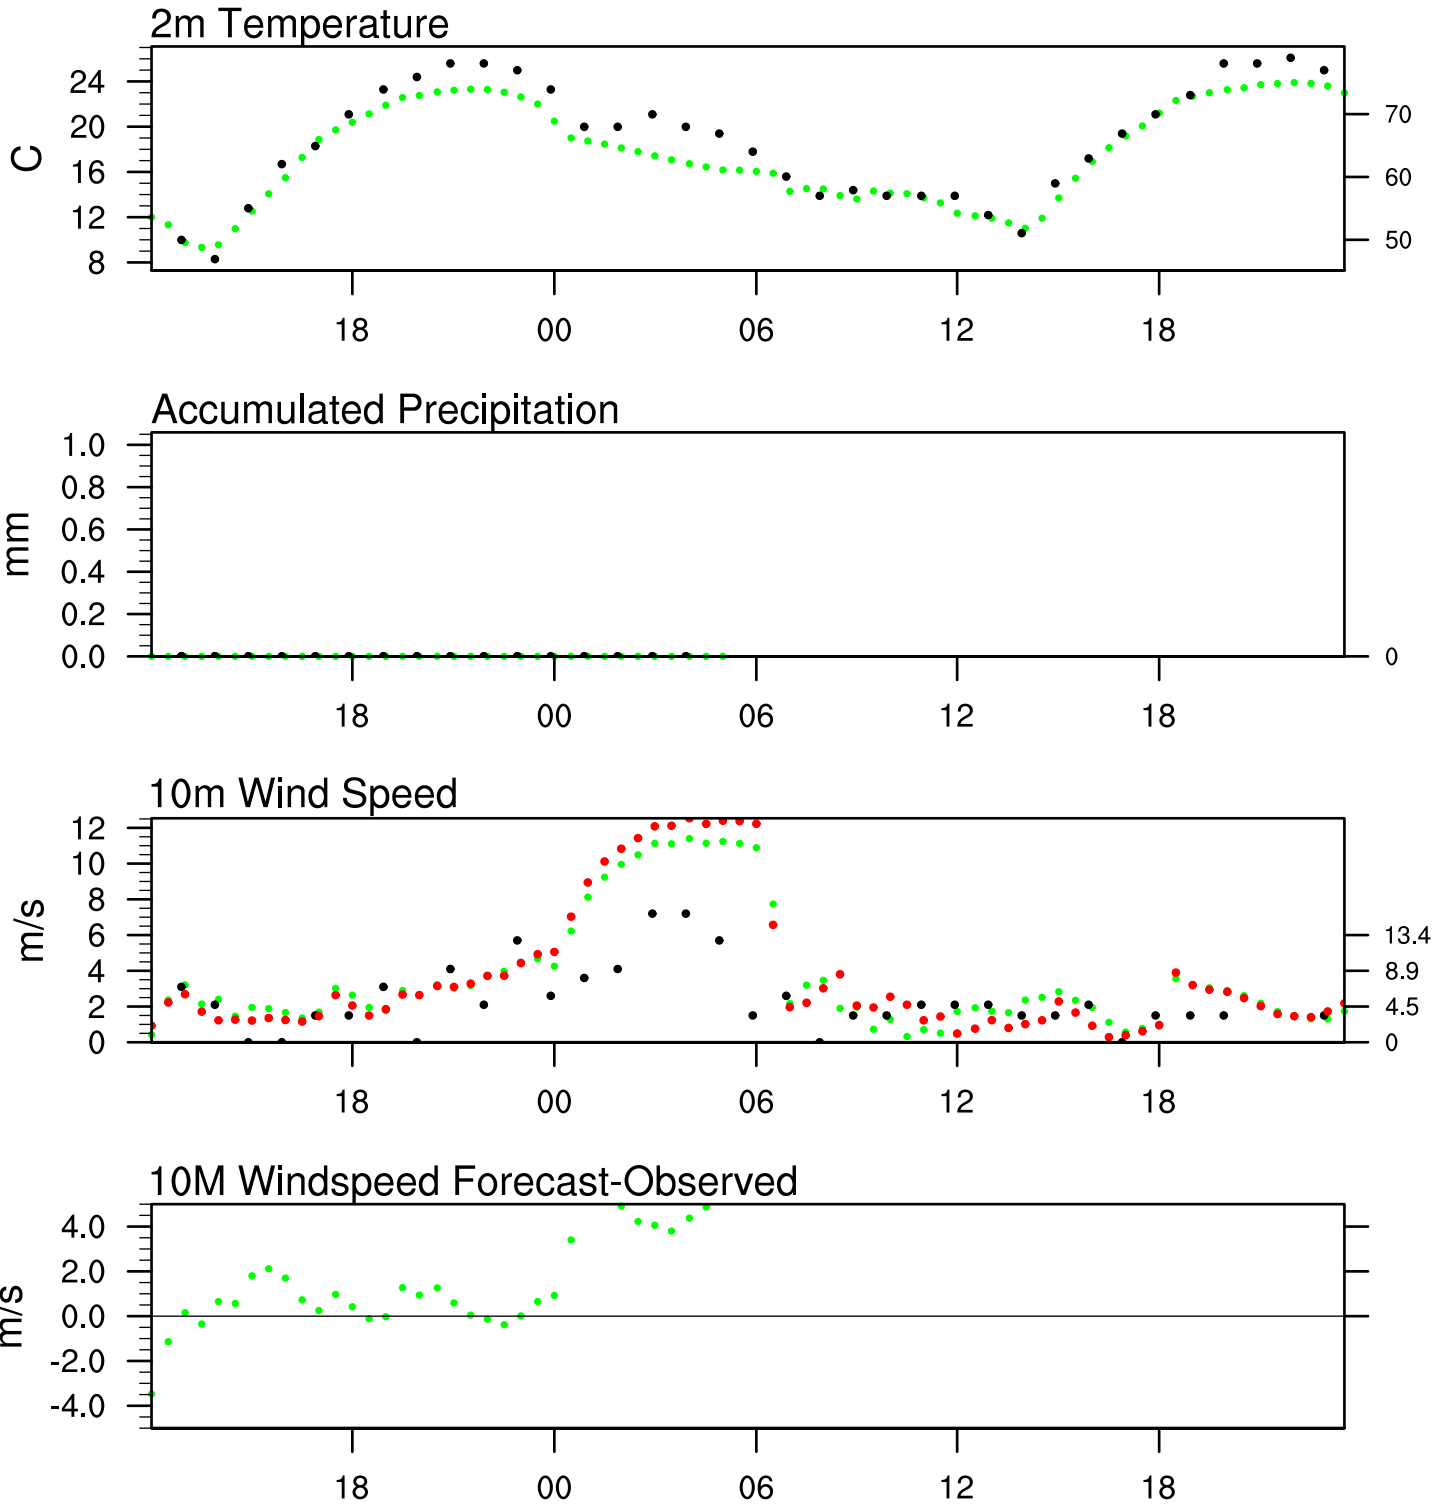 2m Temperature
C
24
20
16
12
8
70
60
50
18 00 06 12 18
Accumulated Precipitation
mm
1.0
0.8
0.6
0.4
0.2
0.0
0
18 00 06 12 18
10m Wind Speed
m/s
12
10
8
6
4
2
0
13.4
8.9
4.5
0
18 00 06 12 18
10M Windspeed Forecast-Observed
m/s
4.0
2.0
0.0
-2.0
-4.0
18 00 06 12 18